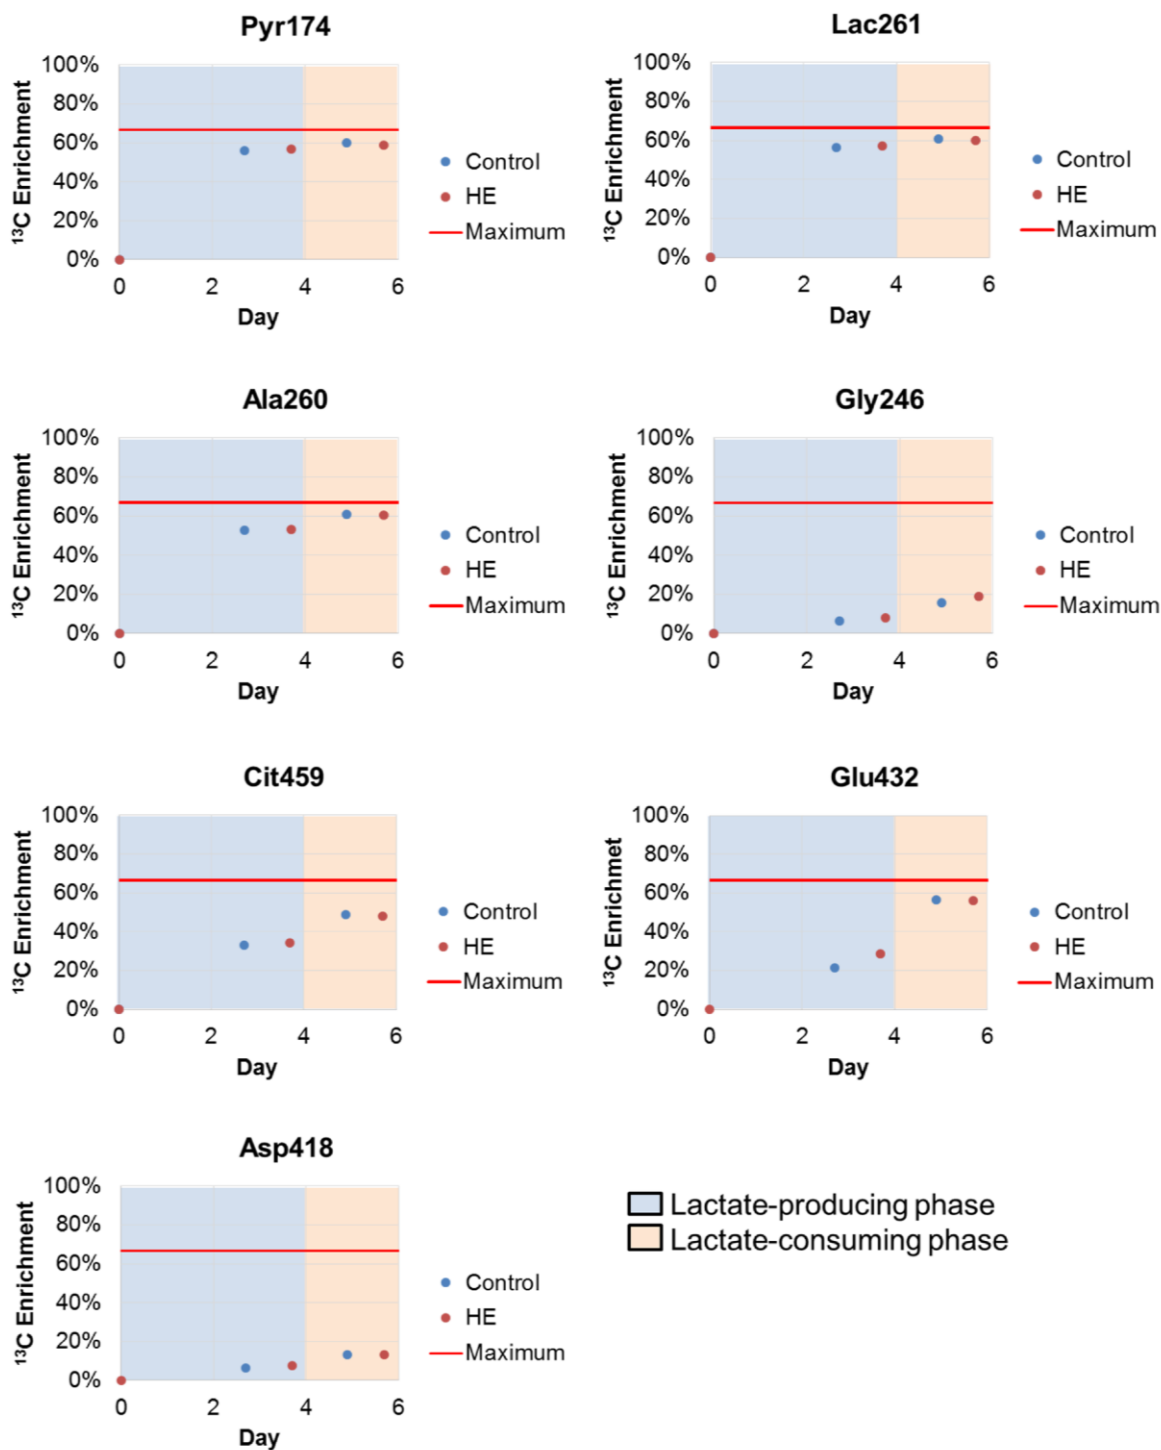 Pyr174
100%
80%
60%
40%
20%
0%
¹³C Enrichment
0 2 4 6
Day
Control
HE
Maximum
Lac261
100%
80%
60%
40%
20%
0%
¹³C Enrichment
0 2 4 6
Day
Control
HE
Maximum
Ala260
100%
80%
60%
40%
20%
0%
¹³C Enrichment
0 2 4 6
Day
Control
HE
Maximum
Gly246
100%
80%
60%
40%
20%
0%
¹³C Enrichment
0 2 4 6
Day
Control
HE
Maximum
Cit459
100%
80%
60%
40%
20%
0%
¹³C Enrichment
0 2 4 6
Day
Control
HE
Maximum
Glu432
100%
80%
60%
40%
20%
0%
¹³C Enrichmet
0 2 4 6
Day
Control
HE
Maximum
Asp418
100%
80%
60%
40%
20%
0%
¹³C Enrichment
0 2 4 6
Day
Control
HE
Maximum
Lactate-producing phase
Lactate-consuming phase